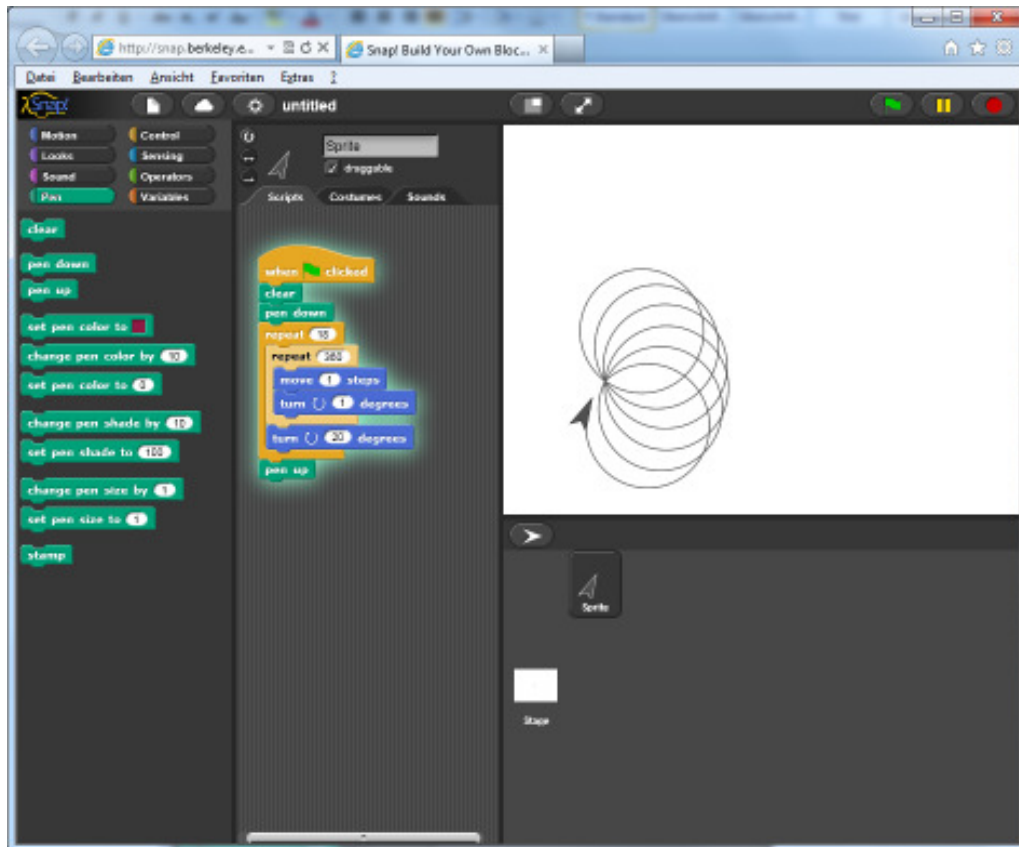 http://snap.berkeley.e...
Snap! Build Your Own Bloc...
Datei Bearbeiten Ansicht Favoriten Extras ?
Snap! untitled
Motion Control
Looks Sensing
Sound Operators
Pen Variables
Sprite
draggable
Scripts Costumes Sounds
clear
pen down
pen up
set pen color to
change pen color by 10
set pen color to 0
change pen shade by 10
set pen shade to 100
change pen size by 1
set pen size to 1
stamp
when clicked
clear
pen down
repeat 18
repeat 360
move 1 steps
turn 1 degrees
turn 20 degrees
pen up
Sprite
Stage